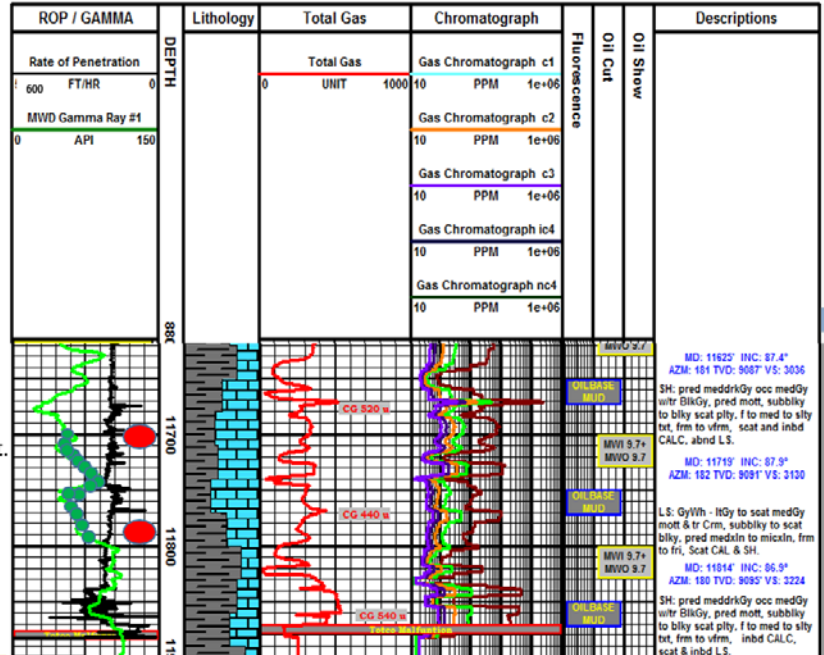 ROP / GAMMA
Lithology
Total Gas
Chromatograph
Descriptions
Rate of Penetration
600 FT/HR 0
MWD Gamma Ray #1
0 API 150
DEPTH
Total Gas
0 UNIT 1000
Gas Chromatograph c1
10 PPM 1e+06
Gas Chromatograph c2
10 PPM 1e+06
Gas Chromatograph c3
10 PPM 1e+06
Gas Chromatograph ic4
10 PPM 1e+06
Gas Chromatograph nc4
10 PPM 1e+06
Fluorescence
Oil Cut
Oil Show
11700
11800
CG 520 u
CG 440 u
CG 540 u
Totco Malfunction
MWO 9.7
OILBASE
MUD
MWI 9.7+
MWO 9.7
OILBASE
MUD
MWI 9.7+
MWO 9.7
OILBASE
MUD
MD: 11625' INC: 87.4°
AZM: 181 TVD: 9087' VS: 3036
SH: pred meddrkGy occ medGy
w/tr BlkGy, pred mott, subblky
to blky scat plty, f to med to slty
txt, frm to vfrm, scat and inbd
CALC, abnd LS.
MD: 11719' INC: 87.9°
AZM: 182 TVD: 9091' VS: 3130
LS: GyWh - ltGy to scat medGy
mott & tr Crm, subblky to scat
blky, pred medxln to micxln, frm
to fri, Scat CAL & SH.
MD: 11814' INC: 86.9°
AZM: 180 TVD: 9095' VS: 3224
SH: pred meddrkGy occ medGy
w/tr BlkGy, pred mott, subblky
to blky scat plty, f to med to slty
txt, frm to vfrm, inbd CALC,
scat & inbd LS.